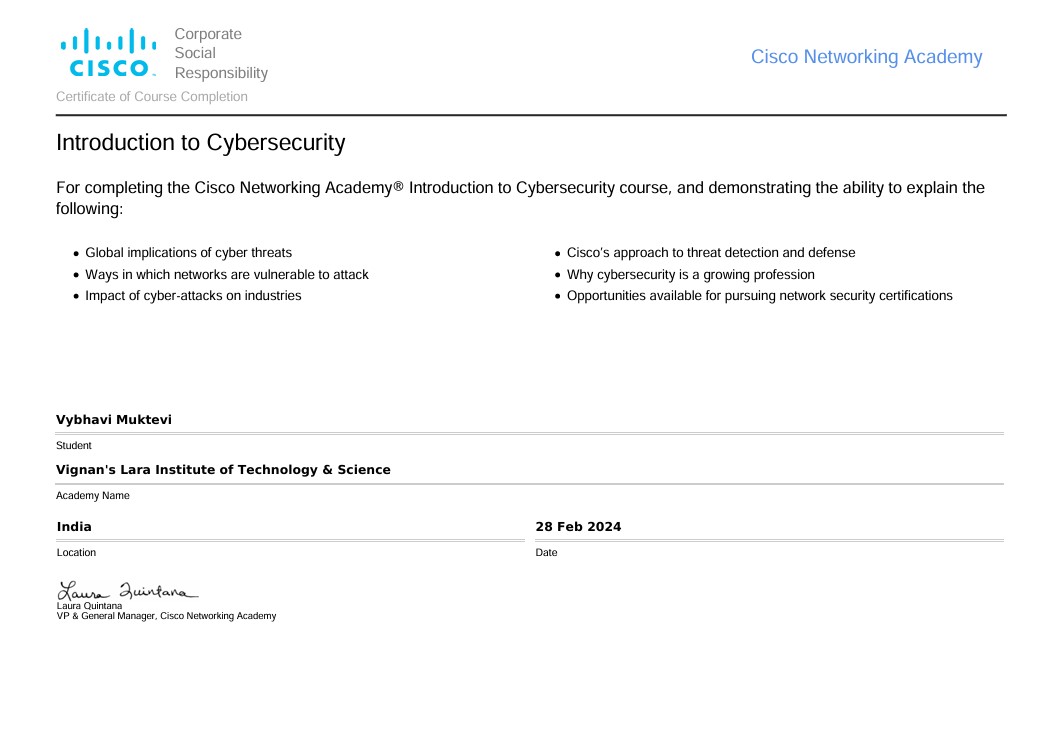 CISCO
Corporate
Social
Responsibility
Cisco Networking Academy
Certificate of Course Completion
Introduction to Cybersecurity
For completing the Cisco Networking Academy® Introduction to Cybersecurity course, and demonstrating the ability to explain the
following:
• Global implications of cyber threats
• Ways in which networks are vulnerable to attack
• Impact of cyber-attacks on industries
• Cisco's approach to threat detection and defense
• Why cybersecurity is a growing profession
• Opportunities available for pursuing network security certifications
Vybhavi Muktevi
Student
Vignan's Lara Institute of Technology & Science
Academy Name
India
Location
28 Feb 2024
Date
Laura Quintana
Laura Quintana
VP & General Manager, Cisco Networking Academy